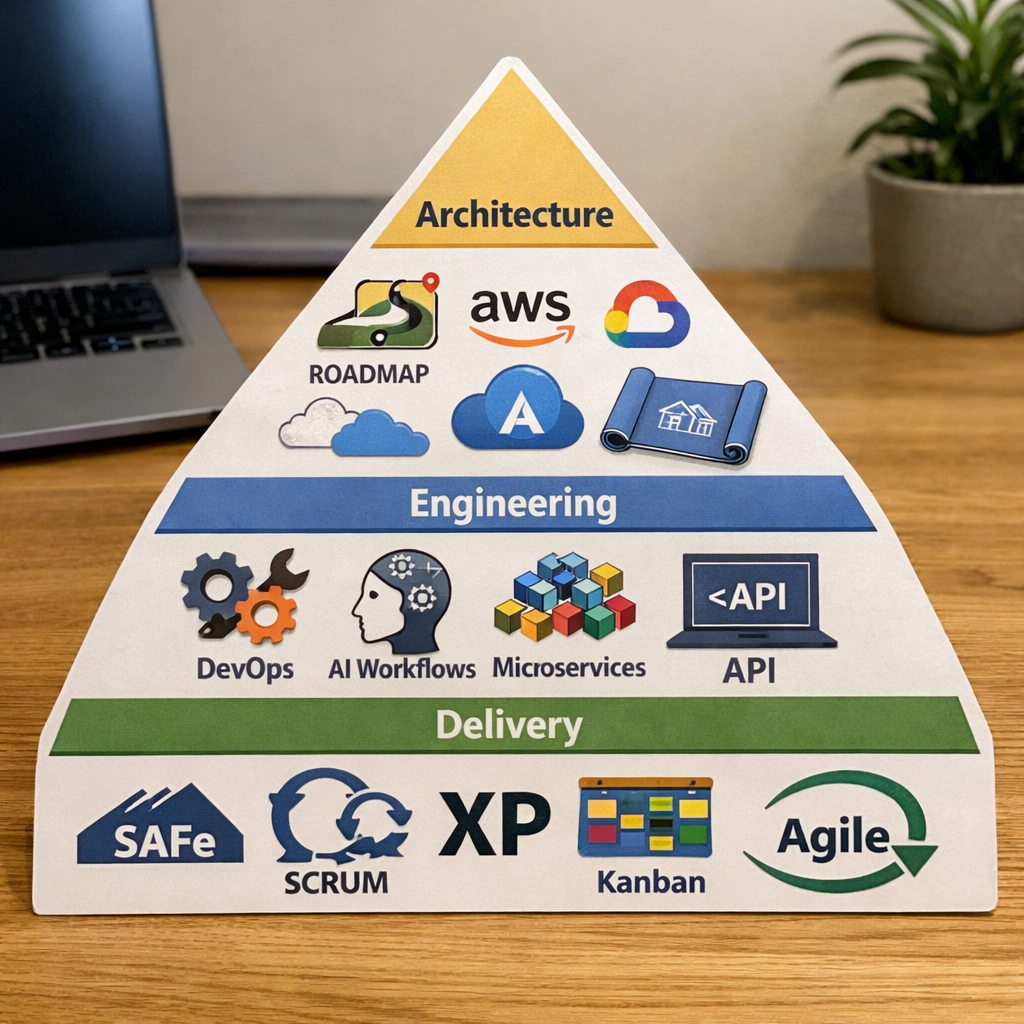 Architecture
aws
ROADMAP
A
Engineering
<API
DevOps
AI Workflows
Microservices
API
Delivery
SAFe
SCRUM
XP
Kanban
Agile